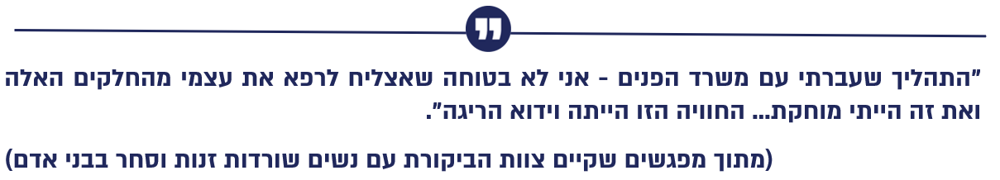 "התהליך שעברתי עם משרד הפנים - אני לא בטוחה שאצליח לרפא את עצמי מהחלקים האלה
ואת זה הייתי מוחקת... החוויה הזו הייתה וידוא הריגה".
(מתוך מפגשים שקיים צוות הביקורת עם נשים שורדות זנות וסחר בבני אדם)